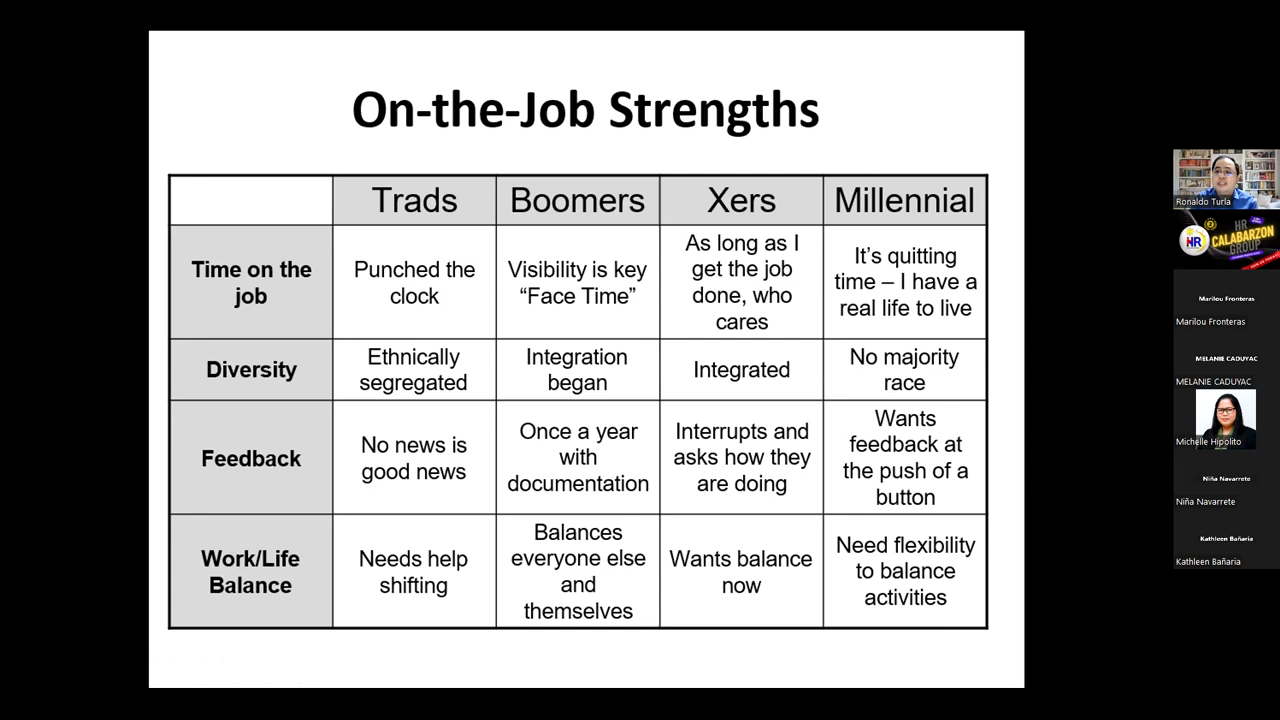 On-the-Job Strengths
Trads
Boomers
Xers
Millennial
Time on the
job
Punched the
clock
Visibility is key
“Face Time”
As long as I
get the job
done, who
cares
It’s quitting
time – I have a
real life to live
Diversity
Ethnically
segregated
Integration
began
Integrated
No majority
race
Feedback
No news is
good news
Once a year
with
documentation
Interrupts and
asks how they
are doing
Wants
feedback at
the push of a
button
Work/Life
Balance
Needs help
shifting
Balances
everyone else
and
themselves
Wants balance
now
Need flexibility
to balance
activities
Ronaldo Turla
HR
HR
CALABARZON
GROUP
Marilou Fronteras
Marilou Fronteras
MELANIE CADUYAC
MELANIE CADUYAC
Michelle Hipolito
Niña Navarrete
Niña Navarrete
Kathleen Bañaria
Kathleen Bañaria